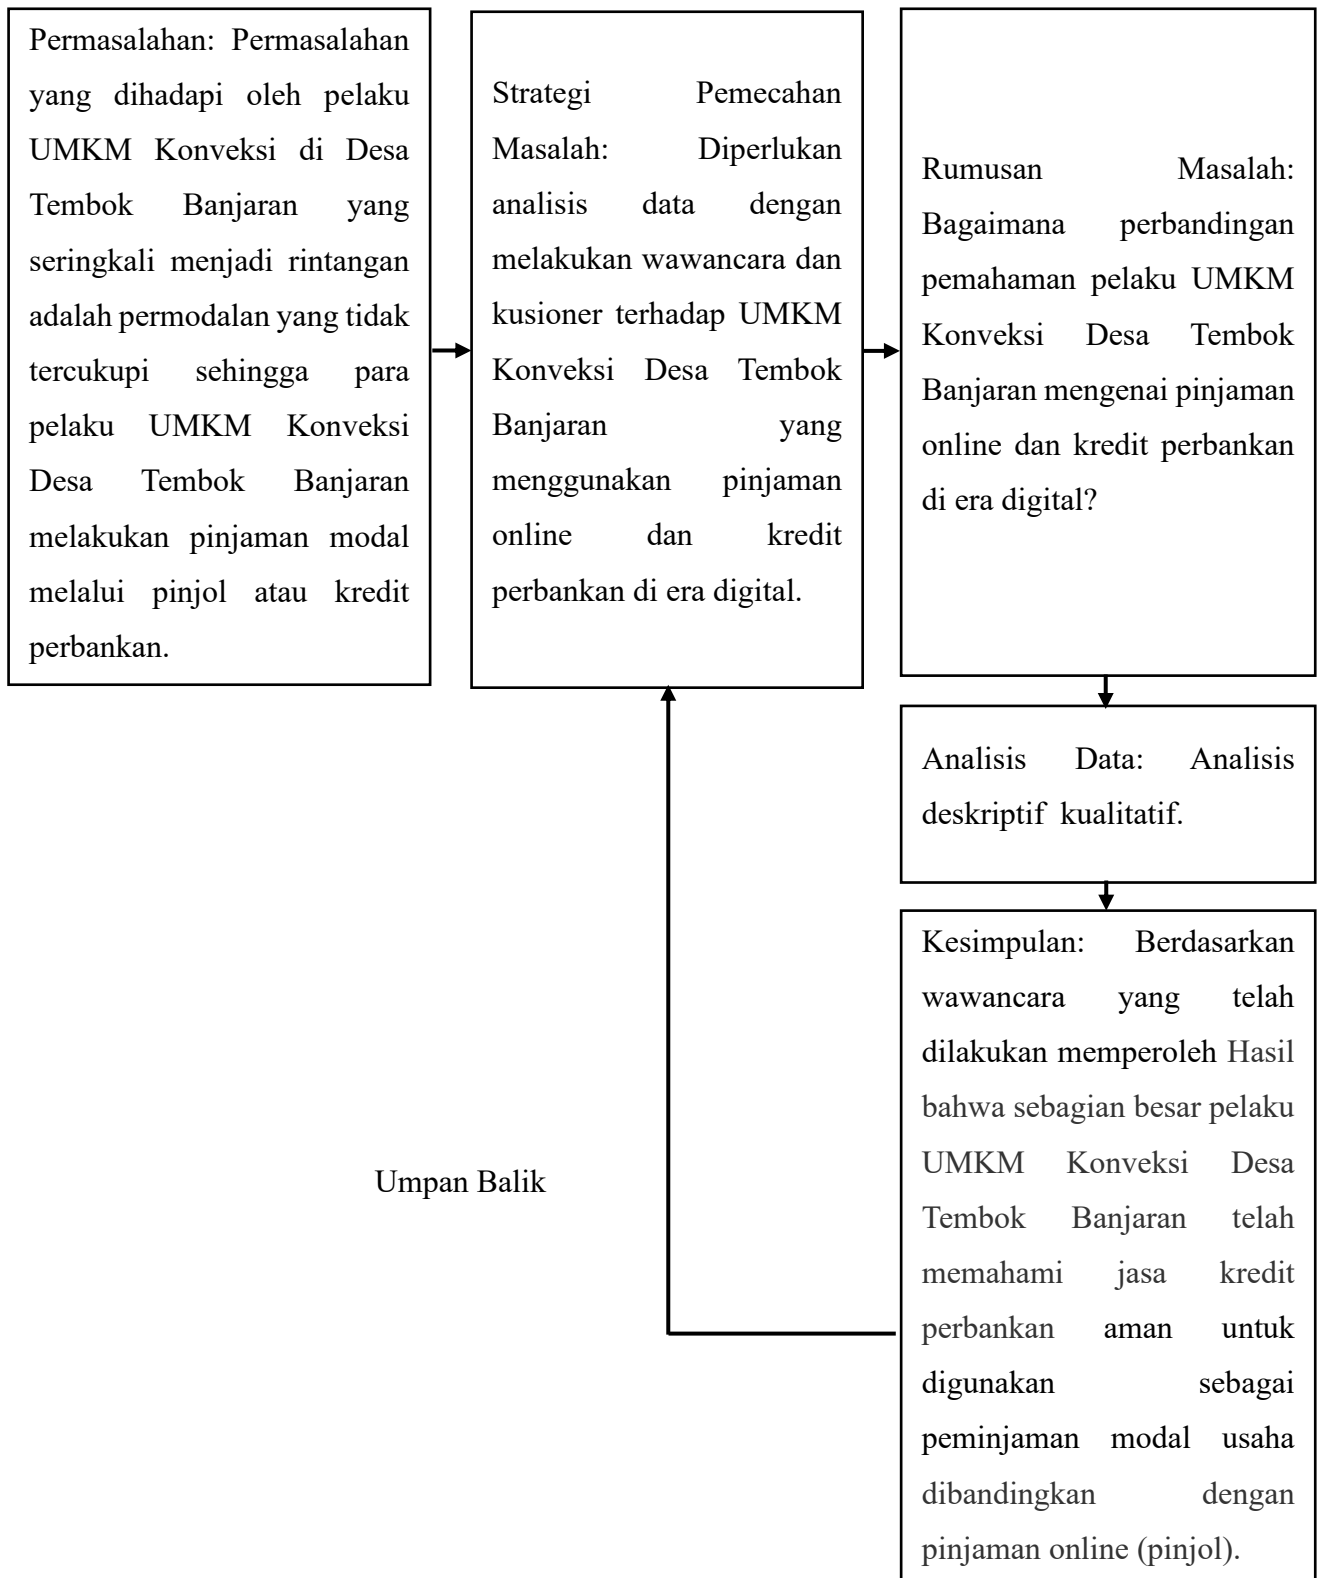 Permasalahan: Permasalahan
yang dihadapi oleh pelaku
UMKM Konveksi di Desa
Tembok Banjaran yang
seringkali menjadi rintangan
adalah permodalan yang tidak
tercukupi sehingga para
pelaku UMKM Konveksi
Desa Tembok Banjaran
melakukan pinjaman modal
melalui pinjol atau kredit
perbankan.
Strategi Pemecahan
Masalah: Diperlukan
analisis data dengan
melakukan wawancara dan
kusioner terhadap UMKM
Konveksi Desa Tembok
Banjaran yang
menggunakan pinjaman
online dan kredit
perbankan di era digital.
Rumusan Masalah:
Bagaimana perbandingan
pemahaman pelaku UMKM
Konveksi Desa Tembok
Banjaran mengenai pinjaman
online dan kredit perbankan
di era digital?
Analisis Data: Analisis
deskriptif kualitatif.
Kesimpulan: Berdasarkan
wawancara yang telah
dilakukan memperoleh Hasil
bahwa sebagian besar pelaku
UMKM Konveksi Desa
Tembok Banjaran telah
memahami jasa kredit
perbankan aman untuk
digunakan sebagai
peminjaman modal usaha
dibandingkan dengan
pinjaman online (pinjol).
Umpan Balik